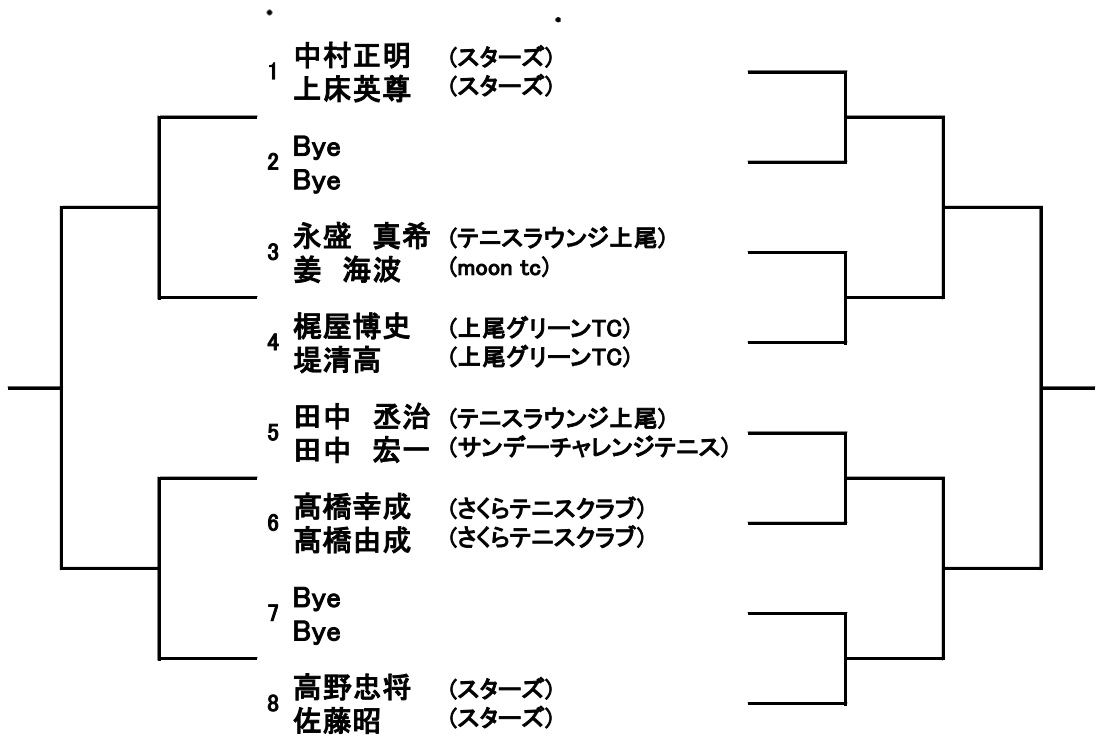 1 中村正明 (スターズ)
上床英尊 (スターズ)
2 Bye
Bye
3 永盛　真希 (テニスラウンジ上尾)
姜　海波 (moon tc)
4 梶屋博史 (上尾グリーンTC)
堤清高 (上尾グリーンTC)
5 田中　丞治 (テニスラウンジ上尾)
田中　宏一 (サンデーチャレンジテニス)
6 髙橋幸成 (さくらテニスクラブ)
髙橋由成 (さくらテニスクラブ)
7 Bye
Bye
8 高野忠将 (スターズ)
佐藤昭 (スターズ)